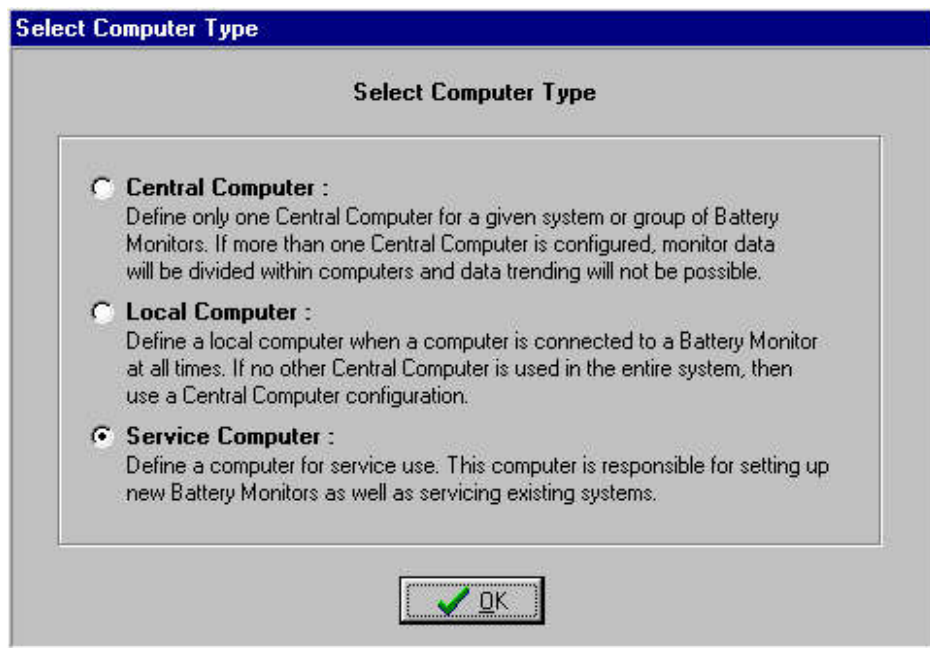 Select Computer Type
Select Computer Type
Central Computer :
Define only one Central Computer for a given system or group of Battery
Monitors. If more than one Central Computer is configured, monitor data
will be divided within computers and data trending will not be possible.
Local Computer :
Define a local computer when a computer is connected to a Battery Monitor
at all times. If no other Central Computer is used in the entire system, then
use a Central Computer configuration.
Service Computer :
Define a computer for service use. This computer is responsible for setting up
new Battery Monitors as well as servicing existing systems.
OK